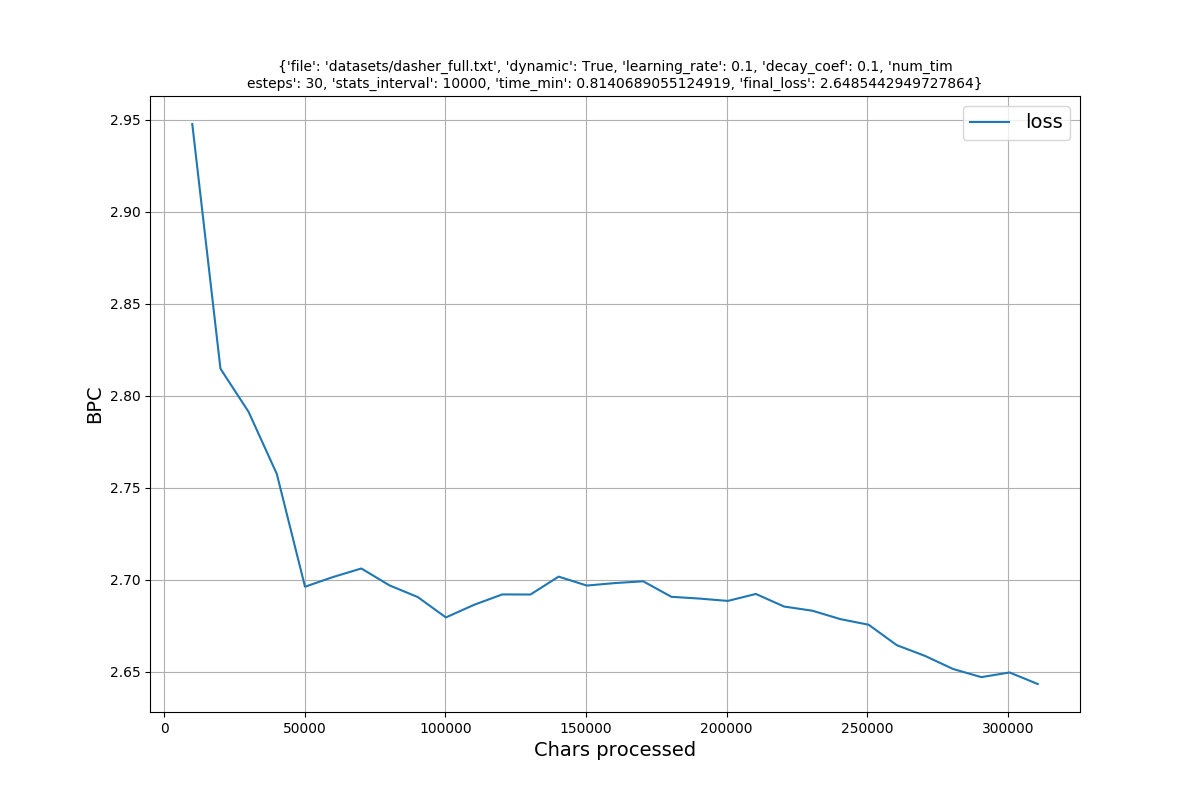 {'file': 'datasets/dasher_full.txt', 'dynamic': True, 'learning_rate': 0.1, 'decay_coef': 0.1, 'num_tim
esteps': 30, 'stats_interval': 10000, 'time_min': 0.8140689055124919, 'final_loss': 2.6485442949727864}
loss
2.95
2.90
2.85
2.80
2.75
2.70
2.65
BPC
0 50000 100000 150000 200000 250000 300000
Chars processed